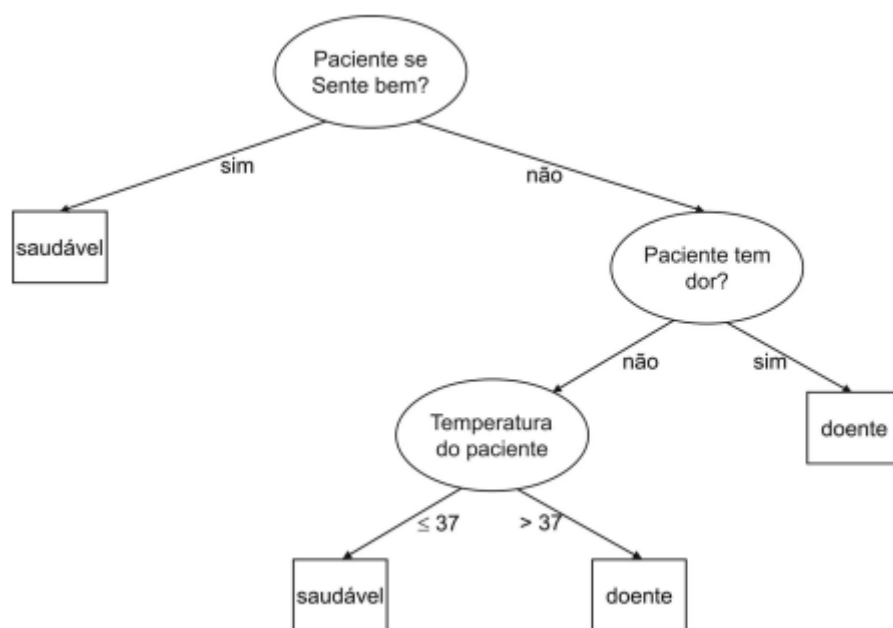 Paciente se
Sente bem?
sim
não
saudável
Paciente tem
dor?
não
sim
Temperatura
do paciente
doente
≤ 37
> 37
saudável
doente